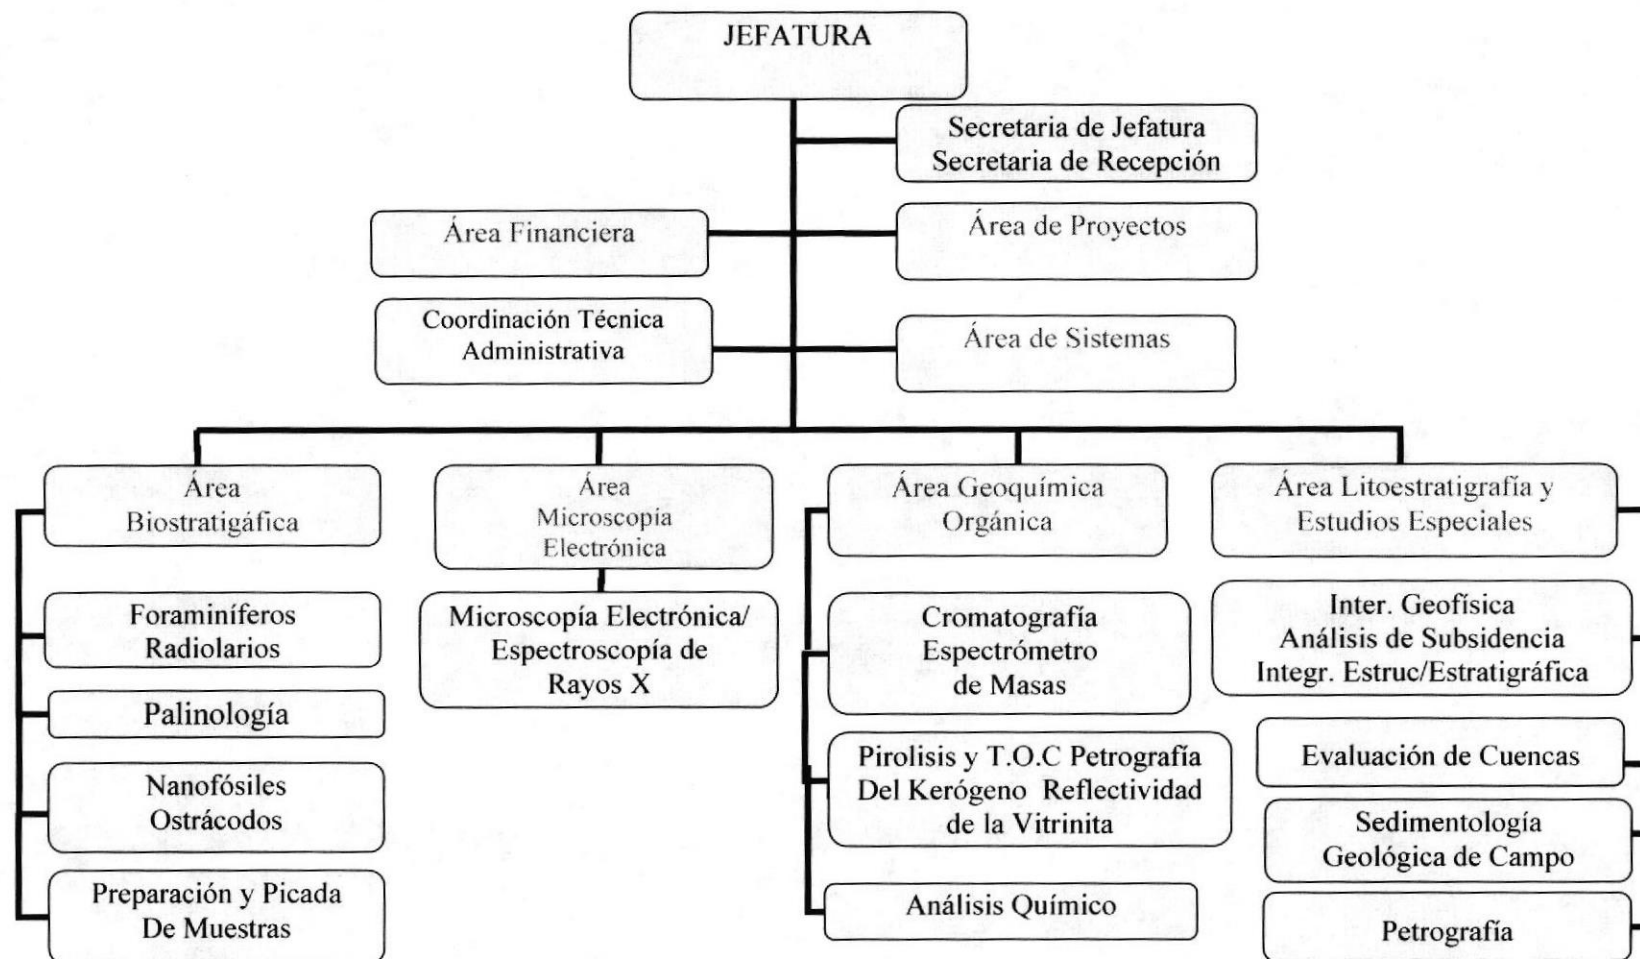 JEFATURA
Secretaria de Jefatura
Secretaria de Recepción
Área Financiera
Área de Proyectos
Coordinación Técnica
Administrativa
Área de Sistemas
Área
Biostratigáfica
Foraminíferos
Radiolarios
Palinología
Nanofósiles
Ostrácodos
Preparación y Picada
De Muestras
Área
Microscopía
Electrónica
Microscopía Electrónica/
Espectroscopía de
Rayos X
Área Geoquímica
Orgánica
Cromatografía
Espectrómetro
de Masas
Pirolisis y T.O.C Petrografía
Del Kerógeno Reflectividad
de la Vitrinita
Análisis Químico
Área Litoestratigrafía y
Estudios Especiales
Inter. Geofísica
Análisis de Subsidencia
Integr. Estruc/Estratigráfica
Evaluación de Cuencas
Sedimentología
Geológica de Campo
Petrografía